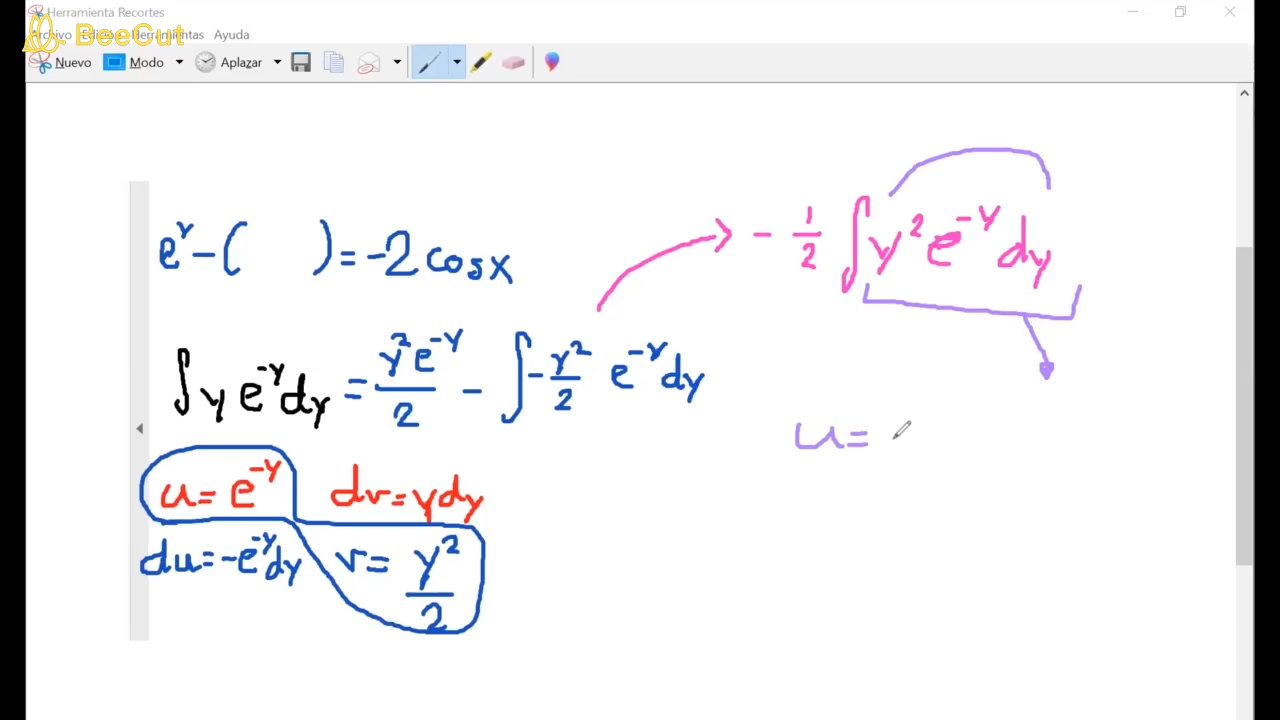 Herramienta Recortes
Archivo Edición Herramientas Ayuda
BeeCut
Nuevo Modo Aplazar
e^y - ( ) = -2 cosx
- 1/2 ∫ y² e^-y dy
∫ y e^-y dy = y² e^-y / 2 - ∫ - y²/2 e^-y dy
u =
u = e^-y dv = y dy
du = -e^-y dy v = y²/2